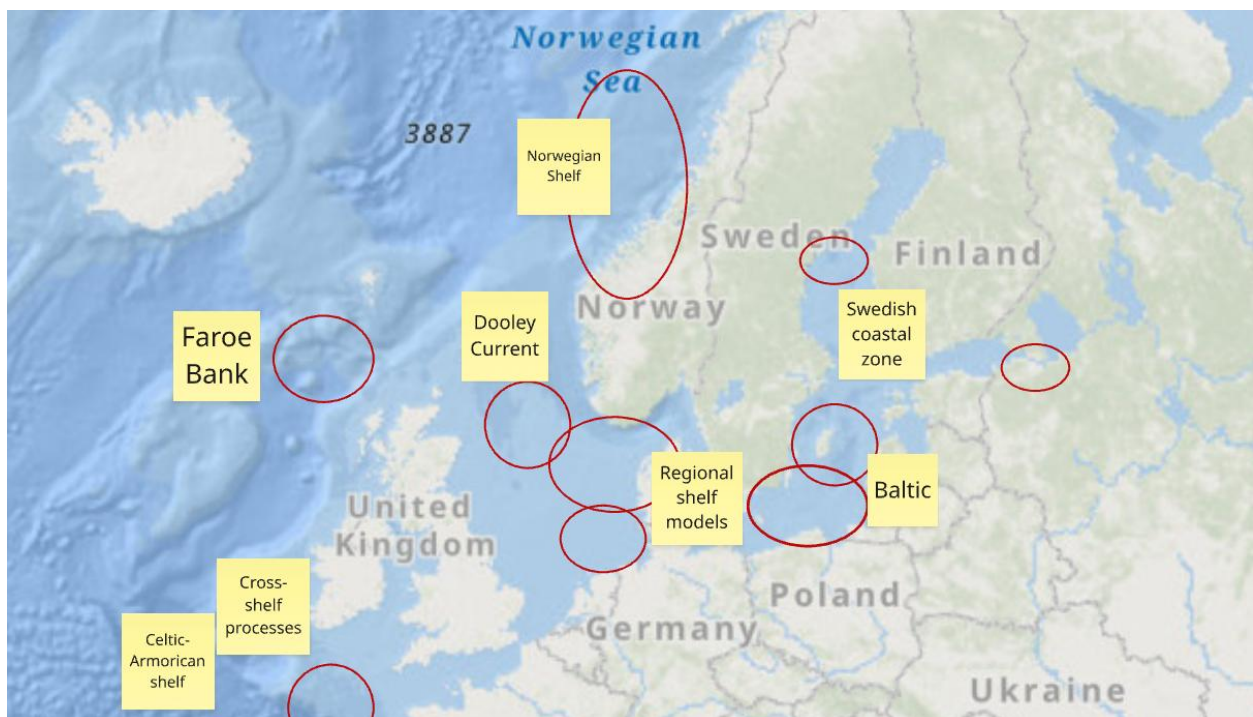 Norwegian
Sea
3887
Norwegian
Shelf
Sweden
Finland
Norway
Swedish
coastal
zone
Faroe
Bank
Dooley
Current
Regional
shelf
models
Baltic
United
Kingdom
Cross-
shelf
processes
Celtic-
Armorican
shelf
Poland
Germany
Ukraine